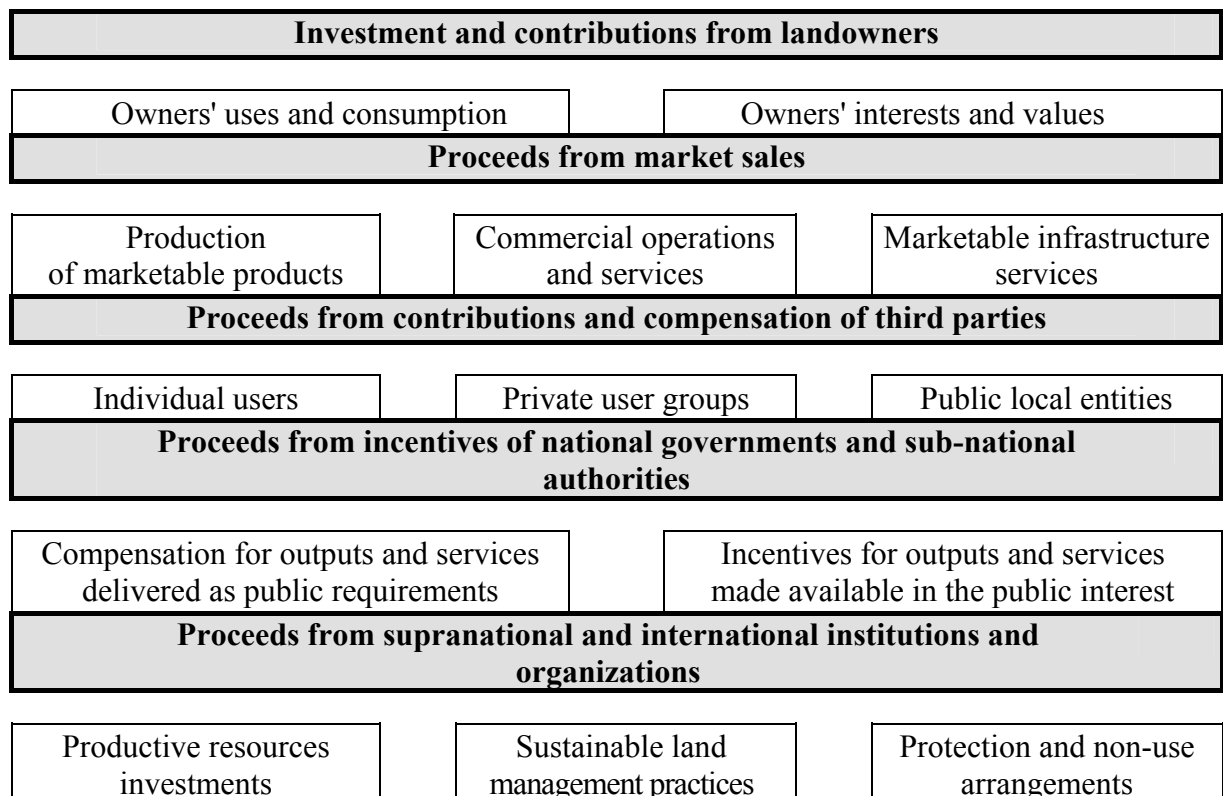 Investment and contributions from landowners
Owners' uses and consumption
Owners' interests and values
Proceeds from market sales
Production
of marketable products
Commercial operations
and services
Marketable infrastructure
services
Proceeds from contributions and compensation of third parties
Individual users
Private user groups
Public local entities
Proceeds from incentives of national governments and sub-national
authorities
Compensation for outputs and services
delivered as public requirements
Incentives for outputs and services
made available in the public interest
Proceeds from supranational and international institutions and
organizations
Productive resources
investments
Sustainable land
management practices
Protection and non-use
arrangements